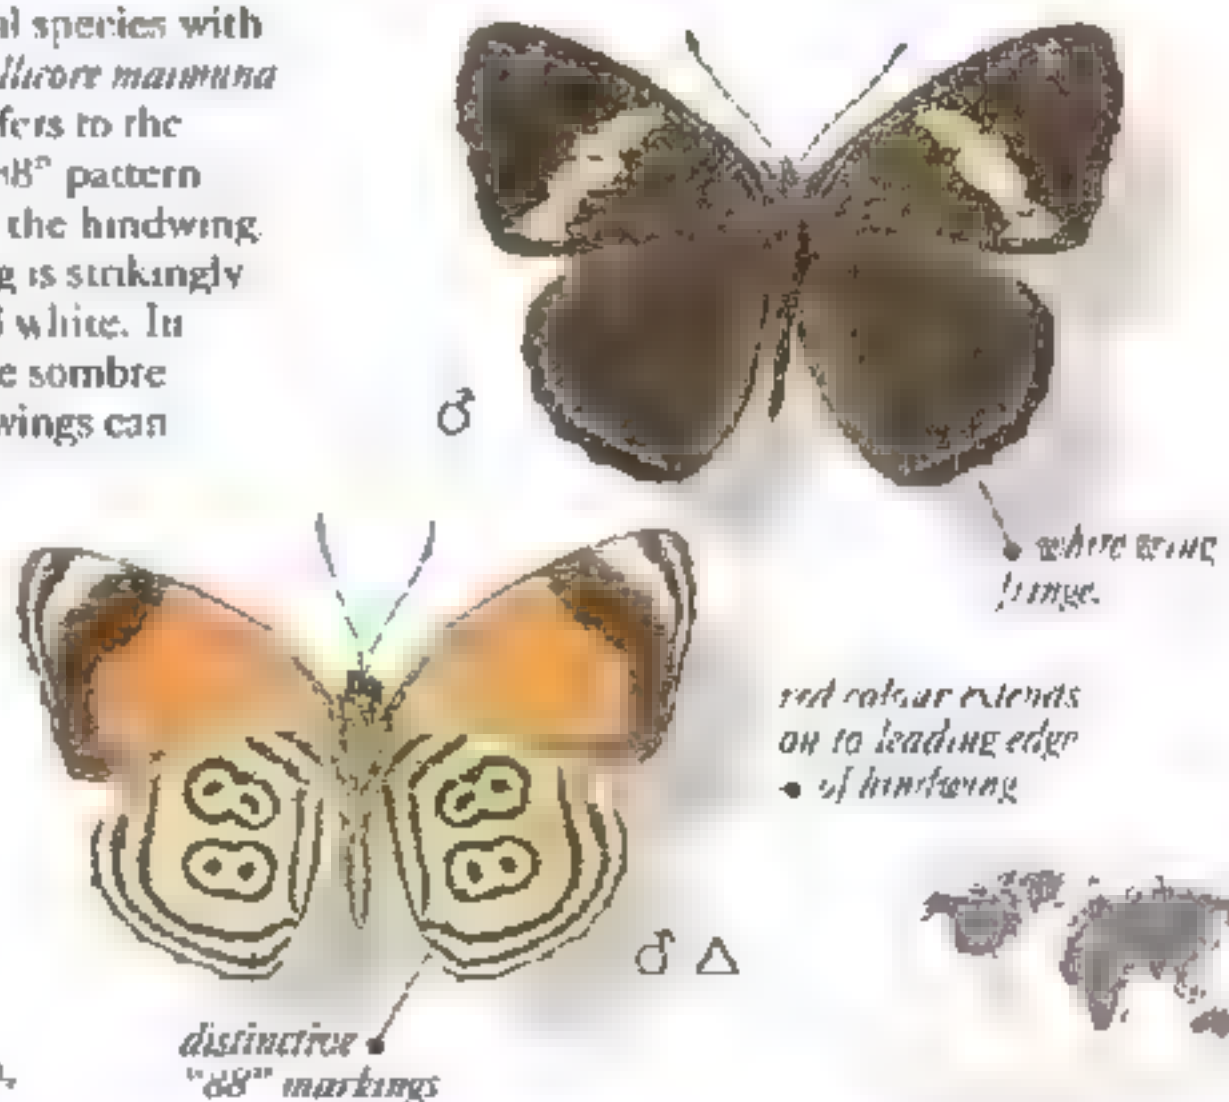 al species with
llicore maimuna
fers to the
"88" pattern
the hindwing.
g is strikingly
white. In
e sombre
wings can
♂
white wing
fringe.
red colour extends
on to leading edge
of hindwing
♂ △
distinctive
"88" markings